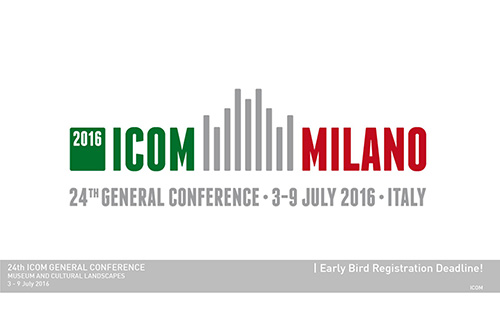 2016 ICOM MILANO
24TH GENERAL CONFERENCE • 3-9 JULY 2016 • ITALY
24th ICOM GENERAL CONFERENCE
MUSEUM AND CULTURAL LANDSCAPES
3 - 9 July 2016
| Early Bird Registration Deadline!
ICOM